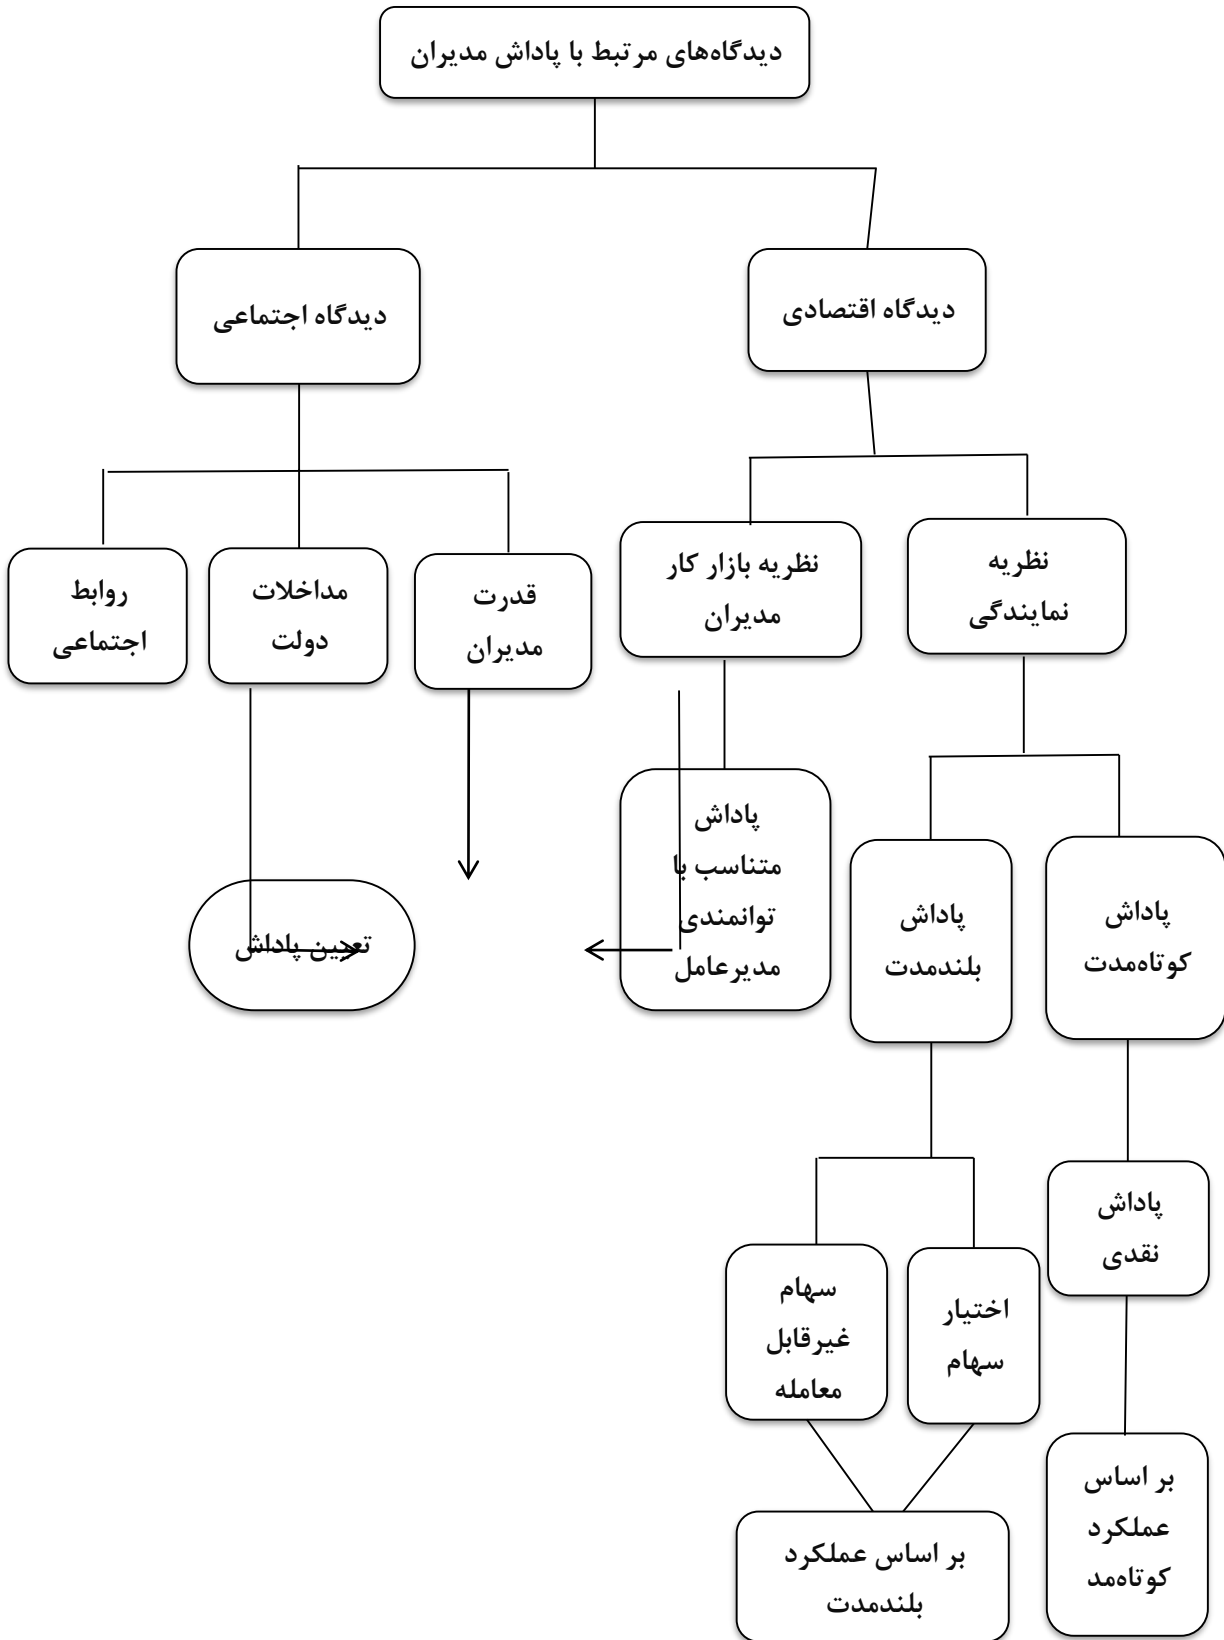 دیدگاه‌های مرتبط با پاداش مدیران
دیدگاه اقتصادی
دیدگاه اجتماعی
نظریه
نمایندگی
نظریه بازار کار
مدیران
قدرت
مدیران
مداخلات
دولت
روابط
اجتماعی
پاداش
کوتاه‌مدت
پاداش
بلندمدت
پاداش
متناسب با
توانمندی
مدیرعامل
تعیین پاداش
پاداش
نقدی
اختیار
سهام
سهام
غیرقابل
معامله
بر اساس
عملکرد
کوتاه‌مد
بر اساس عملکرد
بلندمدت